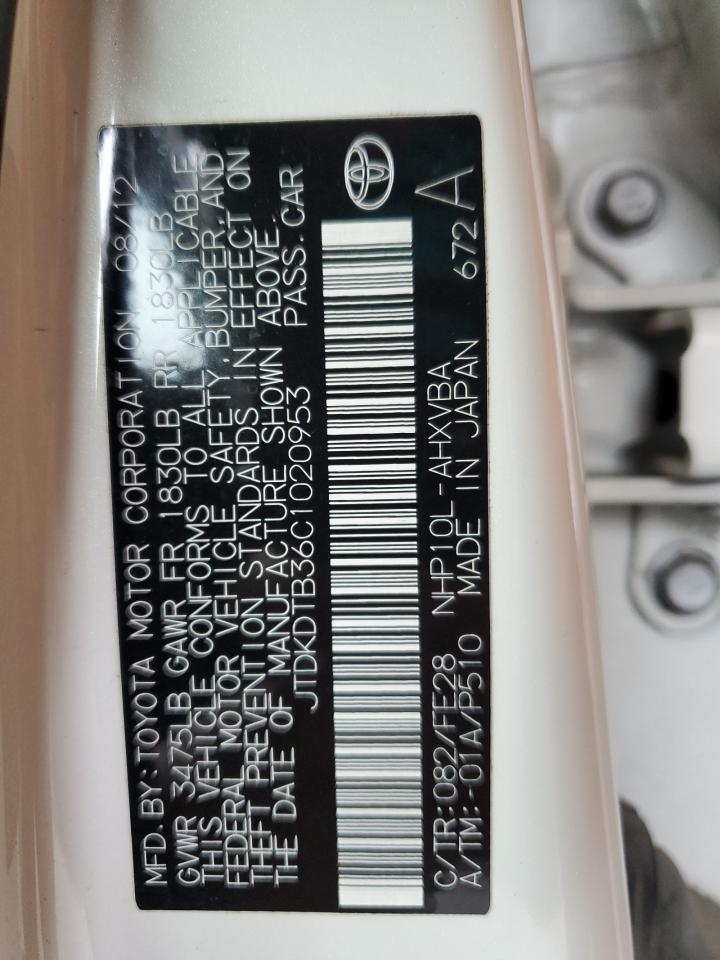 MFD.BY:TOYOTA MOTOR CORPORATION 08/12
GVWR 3475LB GAWR FR 1830LB RR 1830LB
THIS VEHICLE CONFORMS TO ALL APPLICABLE
FEDERAL MOTOR VEHICLE SAFETY,BUMPER,AND
THEFT PREVENTION STANDARDS IN EFFECT ON
THE DATE OF MANUFACTURE SHOWN ABOVE.
JTDKDTB36C1020953 PASS.CAR
C/TR:082/FE28 NHP10L-AHXVBA 672 A
A/TM:-01A/P510 MADE IN JAPAN